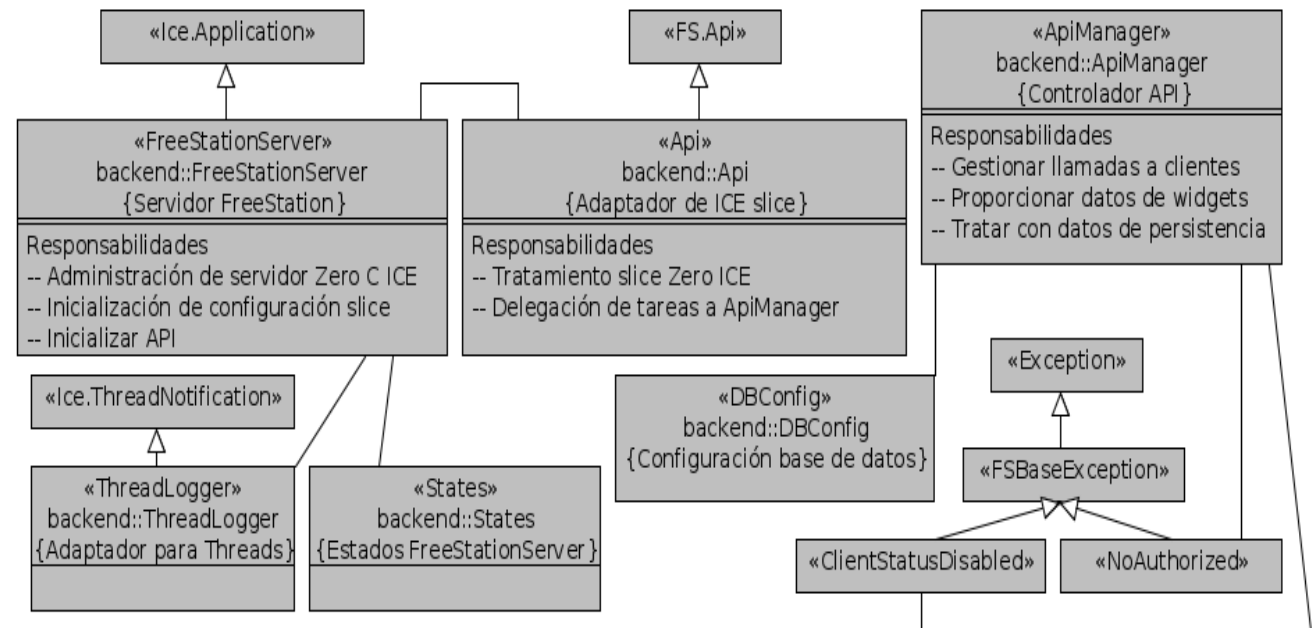 «Ice.Application»
«FS.Api»
«ApiManager»
backend::ApiManager
{Controlador API}
Responsabilidades
-- Gestionar llamadas a clientes
-- Proporcionar datos de widgets
-- Tratar con datos de persistencia
«FreeStationServer»
backend::FreeStationServer
{Servidor FreeStation}
Responsabilidades
-- Administración de servidor Zero C ICE
-- Inicialización de configuración slice
-- Inicializar API
«Api»
backend::Api
{Adaptador de ICE slice}
Responsabilidades
-- Tratamiento slice Zero ICE
-- Delegación de tareas a ApiManager
«Ice.ThreadNotification»
«ThreadLogger»
backend::ThreadLogger
{Adaptador para Threads}
«States»
backend::States
{Estados FreeStationServer}
«DBConfig»
backend::DBConfig
{Configuración base de datos}
«Exception»
«FSBaseException»
«ClientStatusDisabled»
«NoAuthorized»